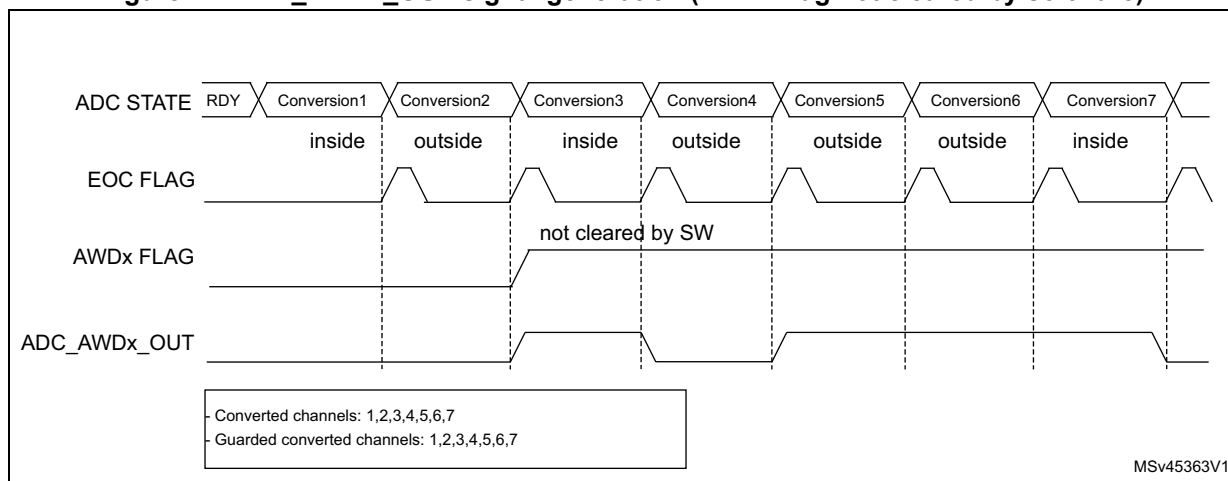 ADC STATE RDY Conversion1 Conversion2 Conversion3 Conversion4 Conversion5 Conversion6 Conversion7
inside outside inside outside outside outside inside
EOC FLAG
not cleared by SW
AWDx FLAG
ADC_AWDx_OUT
- Converted channels: 1,2,3,4,5,6,7
- Guarded converted channels: 1,2,3,4,5,6,7
MSv45363V1